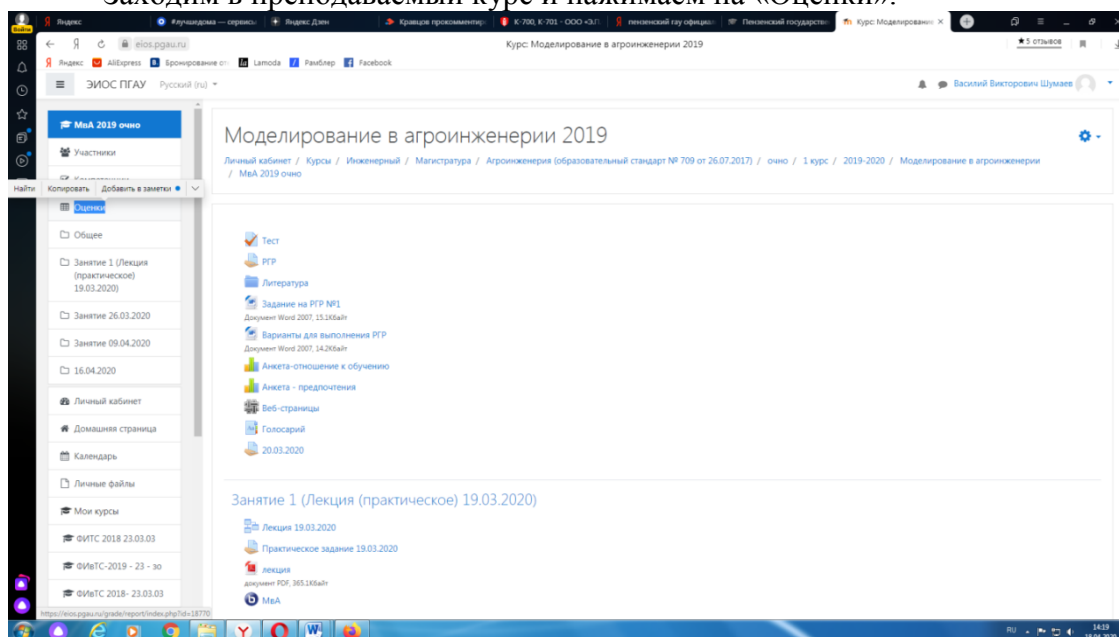 Заходим в преподаваемый курс и нажимаем на «Оценки».
Войти
Яндекс
#лучшедома — сервисы
Яндекс Дзен
Кравцов прокомментиро
К-700, К-701 - ООО «З.П.
пензенский гау официал
Пензенский государстве
Курс: Моделирование
eios.pgau.ru
Курс: Моделирование в агроинженерии 2019
★ 5 отзывов
Яндекс
AliExpress
Бронирование от
Lamoda
Рамблер
Facebook
ЭИОС ПГАУ
Русский (ru)
Василий Викторович Шумаев
МвА 2019 очно
Участники
Найти
Копировать
Добавить в заметки
Оценки
Общее
Занятие 1 (Лекция
(практическое)
19.03.2020)
Занятие 26.03.2020
Занятие 09.04.2020
16.04.2020
Личный кабинет
Домашняя страница
Календарь
Личные файлы
Мои курсы
ФИТС 2018 23.03.03
ФИвТС-2019 - 23 - зо
ФИвТС 2018- 23.03.03
https://eios.pgau.ru/grade/report/index.php?id=18770
Моделирование в агроинженерии 2019
Личный кабинет / Курсы / Инженерный / Магистратура / Агроинженерия (образовательный стандарт № 709 от 26.07.2017) / очно / 1 курс / 2019-2020 / Моделирование в агроинженерии
/ МвА 2019 очно
Тест
РГР
Литература
Задание на РГР №1
Документ Word 2007, 15.1Кбайт
Варианты для выполнения РГР
Документ Word 2007, 14.2Кбайт
Анкета-отношение к обучению
Анкета - предпочтения
Веб-страницы
Голосарий
20.03.2020
Занятие 1 (Лекция (практическое) 19.03.2020)
Лекция 19.03.2020
Практическое задание 19.03.2020
лекция
документ PDF, 365.1Кбайт
МвА
RU
14:19